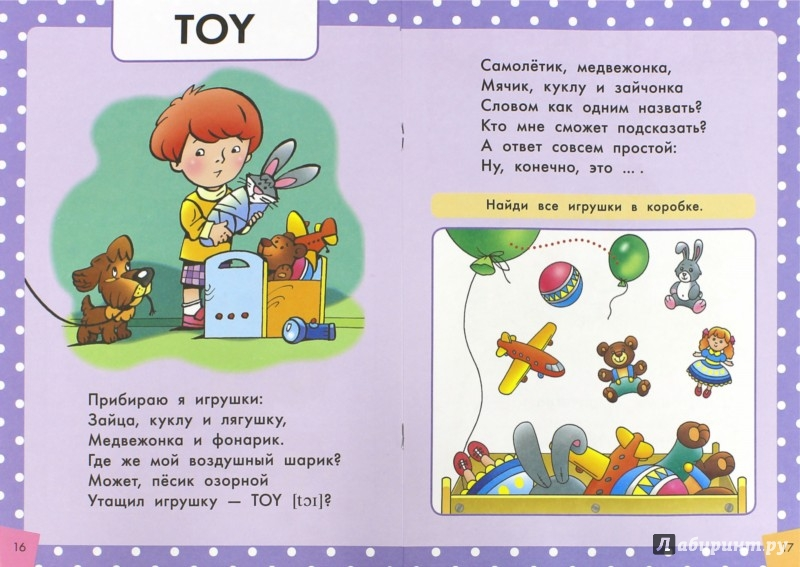 TOY
Прибираю я игрушки:
Зайца, куклу и лягушку,
Медвежонка и фонарик.
Где же мой воздушный шарик?
Может, пёсик озорной
Утащил игрушку — TOY [tɔɪ]?
16
Самолётик, медвежонка,
Мячик, куклу и зайчонка
Словом как одним назвать?
Кто мне сможет подсказать?
А ответ совсем простой:
Ну, конечно, это ... .
Найди все игрушки в коробке.
17
Лабиринт.ру